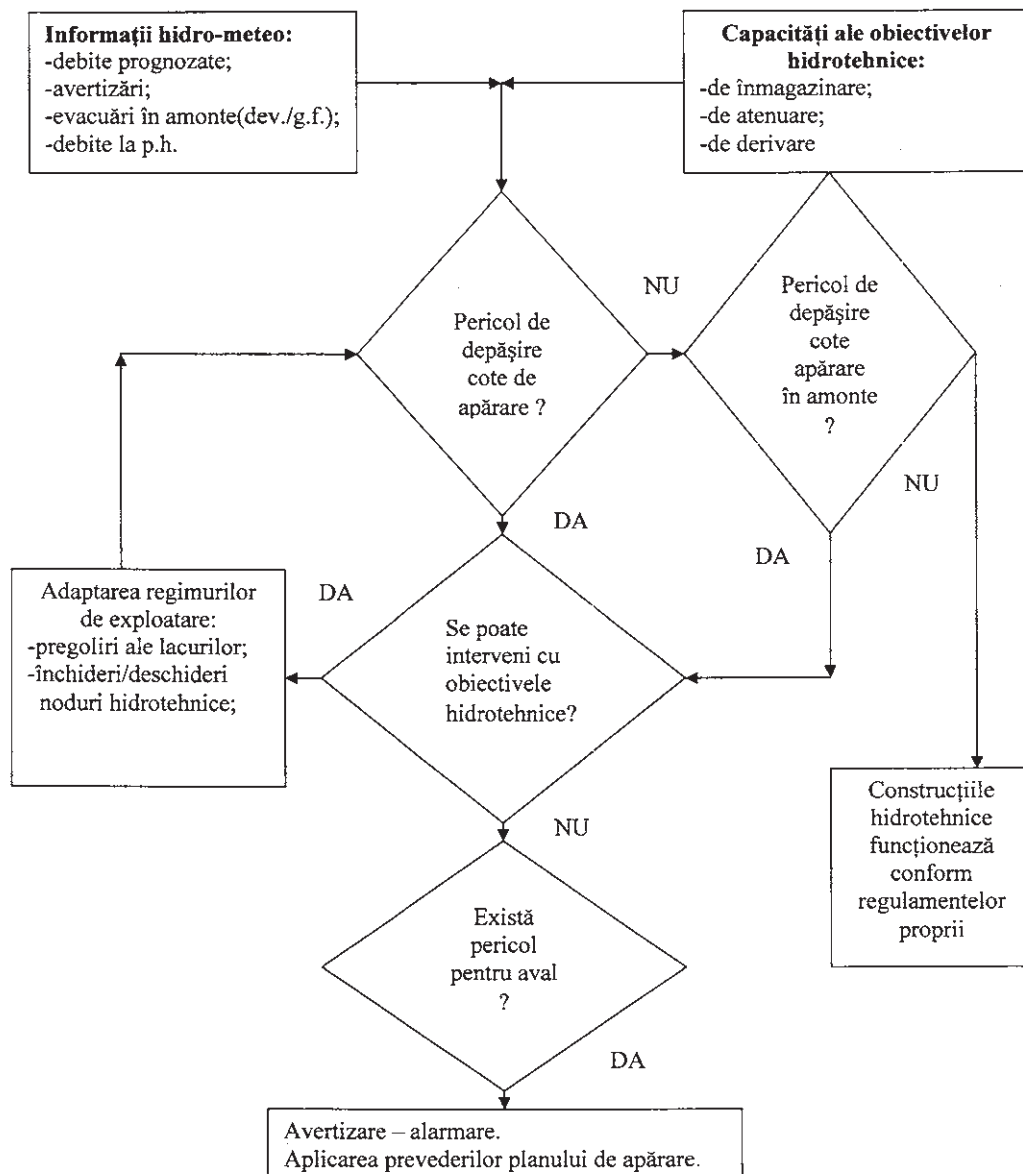 Informații hidro-meteo:
-debite prognozate;
-avertizări;
-evacuări în amonte(dev./g.f.);
-debite la p.h.
Capacități ale obiectivelor
hidrotehnice:
-de înmagazinare;
-de atenuare;
-de derivare
Pericol de
depășire
cote de
apărare ?
NU
Pericol de
depășire
cote
apărare
în amonte
?
NU
DA
DA
Adaptarea regimurilor
de exploatare:
-pregoliri ale lacurilor;
-închideri/deschideri
noduri hidrotehnice;
DA
Se poate
interveni cu
obiectivele
hidrotehnice?
NU
Construcțiile
hidrotehnice
funcționează
conform
regulamentelor
proprii
Există
pericol
pentru aval
?
DA
Avertizare – alarmare.
Aplicarea prevederilor planului de apărare.